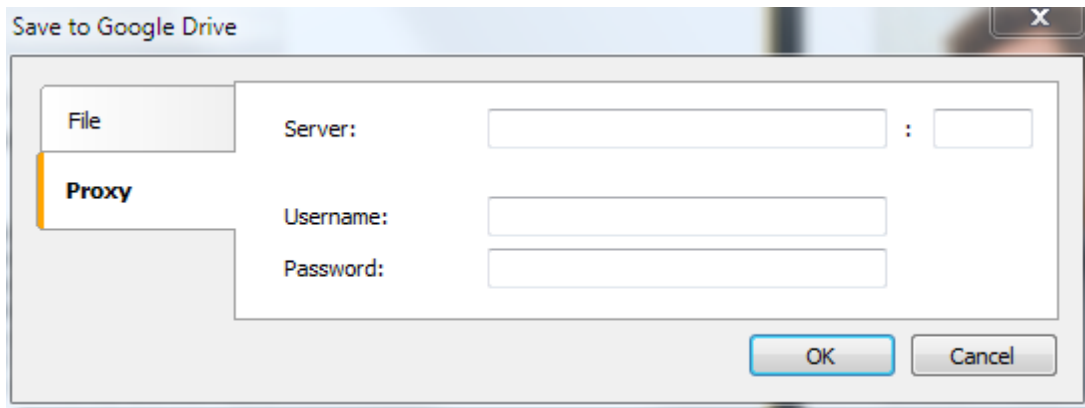 Save to Google Drive
X
File
Server: :
Proxy
Username:
Password:
OK Cancel